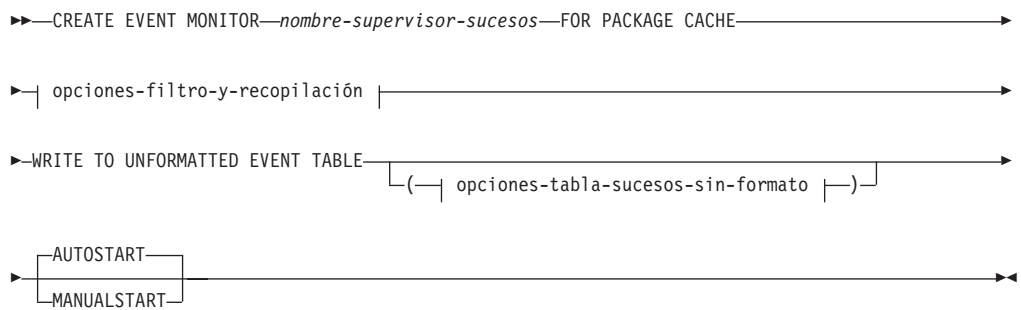 CREATE EVENT MONITOR nombre-supervisor-sucesos FOR PACKAGE CACHE
opciones-filtro-y-recopilación
WRITE TO UNFORMATTED EVENT TABLE
( opciones-tabla-sucesos-sin-formato )
AUTOSTART
MANUALSTART